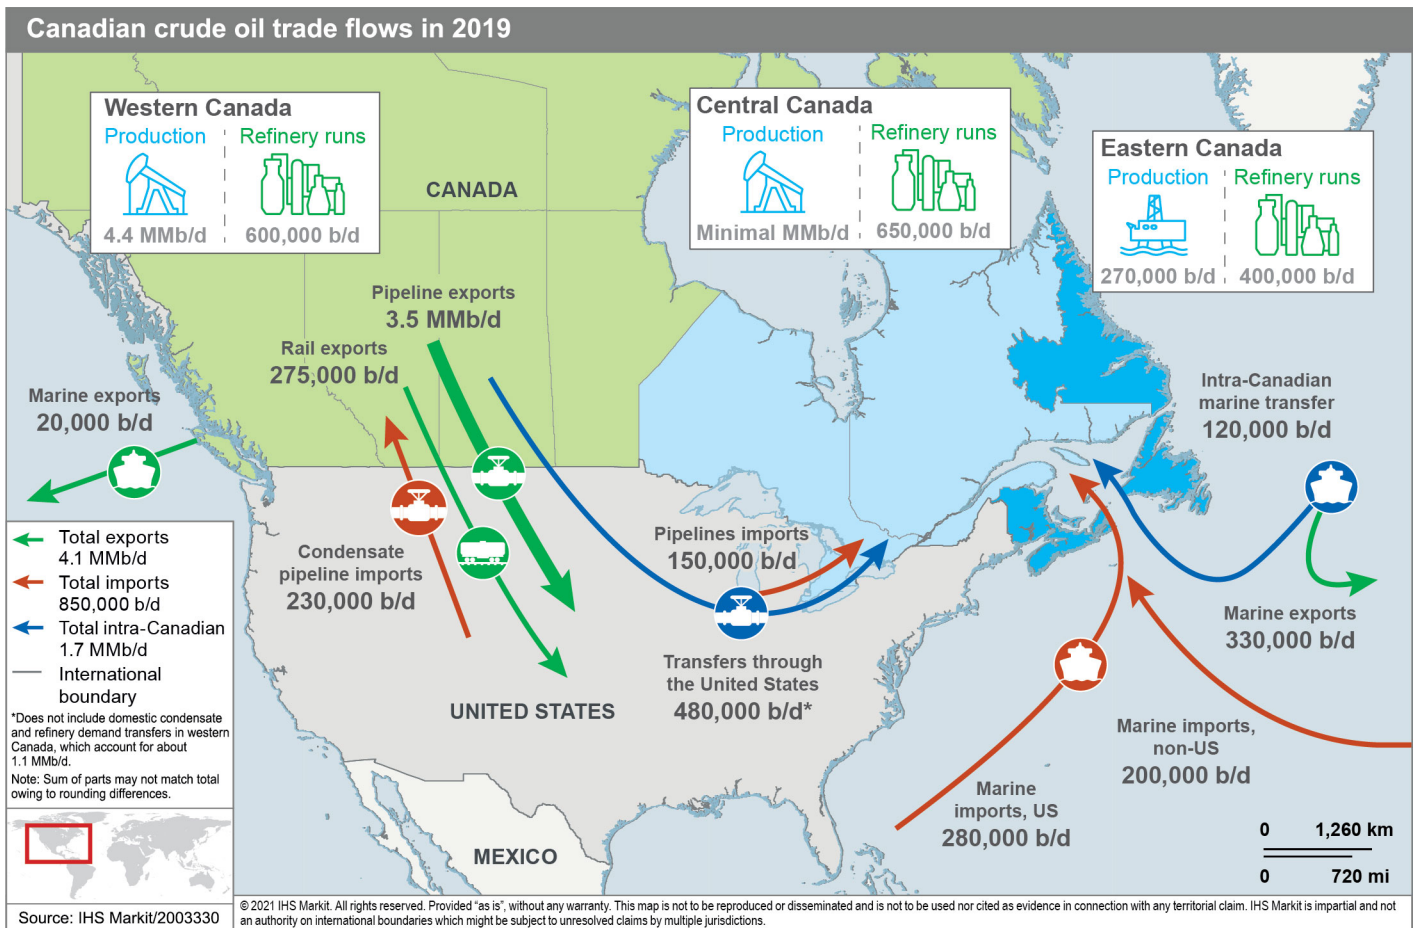 Canadian crude oil trade flows in 2019
Western Canada
Production
Refinery runs
4.4 MMb/d
600,000 b/d
Central Canada
Production
Refinery runs
Minimal MMb/d
650,000 b/d
Eastern Canada
Production
Refinery runs
270,000 b/d
400,000 b/d
CANADA
Pipeline exports
3.5 MMb/d
Rail exports
275,000 b/d
Marine exports
20,000 b/d
Intra-Canadian
marine transfer
120,000 b/d
Condensate
pipeline imports
230,000 b/d
Pipelines imports
150,000 b/d
Transfers through
the United States
480,000 b/d*
Marine exports
330,000 b/d
Marine imports,
non-US
200,000 b/d
Marine
imports, US
280,000 b/d
UNITED STATES
MEXICO
Total exports
4.1 MMb/d
Total imports
850,000 b/d
Total intra-Canadian
1.7 MMb/d
International
boundary
*Does not include domestic condensate
and refinery demand transfers in western
Canada, which account for about
1.1 MMb/d.
Note: Sum of parts may not match total
owing to rounding differences.
0 1,260 km
0 720 mi
Source: IHS Markit/2003330
© 2021 IHS Markit. All rights reserved. Provided “as is”, without any warranty. This map is not to be reproduced or disseminated and is not to be used nor cited as evidence in connection with any territorial claim. IHS Markit is impartial and not
an authority on international boundaries which might be subject to unresolved claims by multiple jurisdictions.